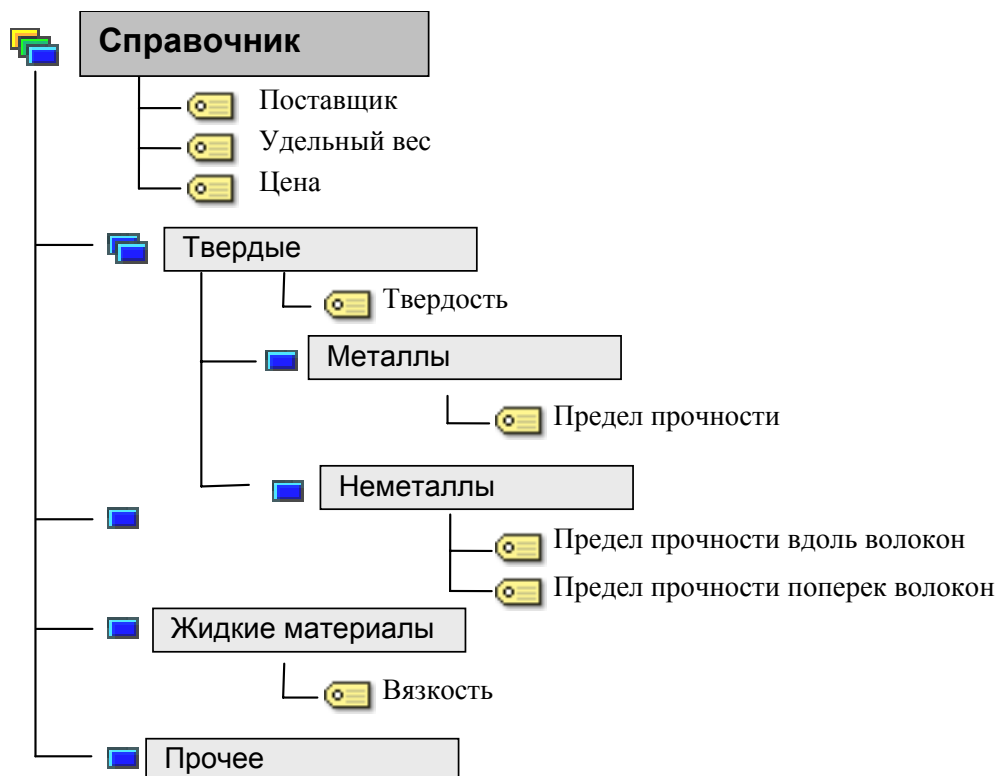 Справочник
Поставщик
Удельный вес
Цена
Твердые
Твердость
Металлы
Предел прочности
Неметаллы
Предел прочности вдоль волокон
Предел прочности поперек волокон
Жидкие материалы
Вязкость
Прочее